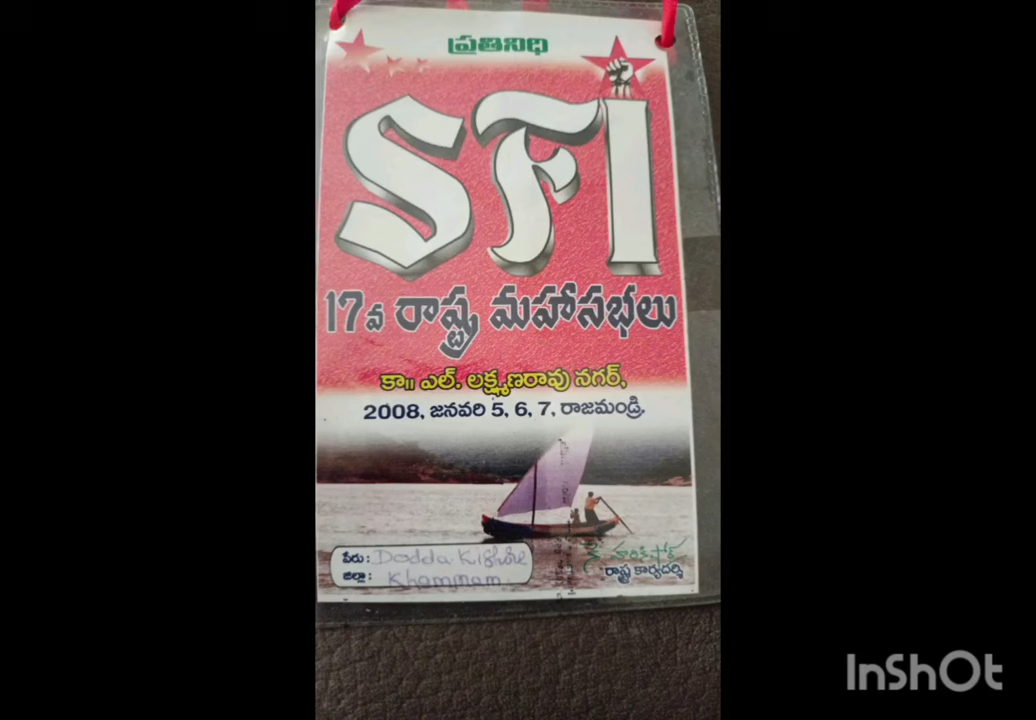 ప్రతినిధి
SFI
17వ రాష్ట్ర మహాసభలు
కా॥ ఎల్. లక్ష్మణరావు నగర్,
2008, జనవరి 5, 6, 7, రాజమండ్రి.
పేరు: Dodda Kishore
జిల్లా: Khammam
రాష్ట్ర కార్యదర్శి
InShOt